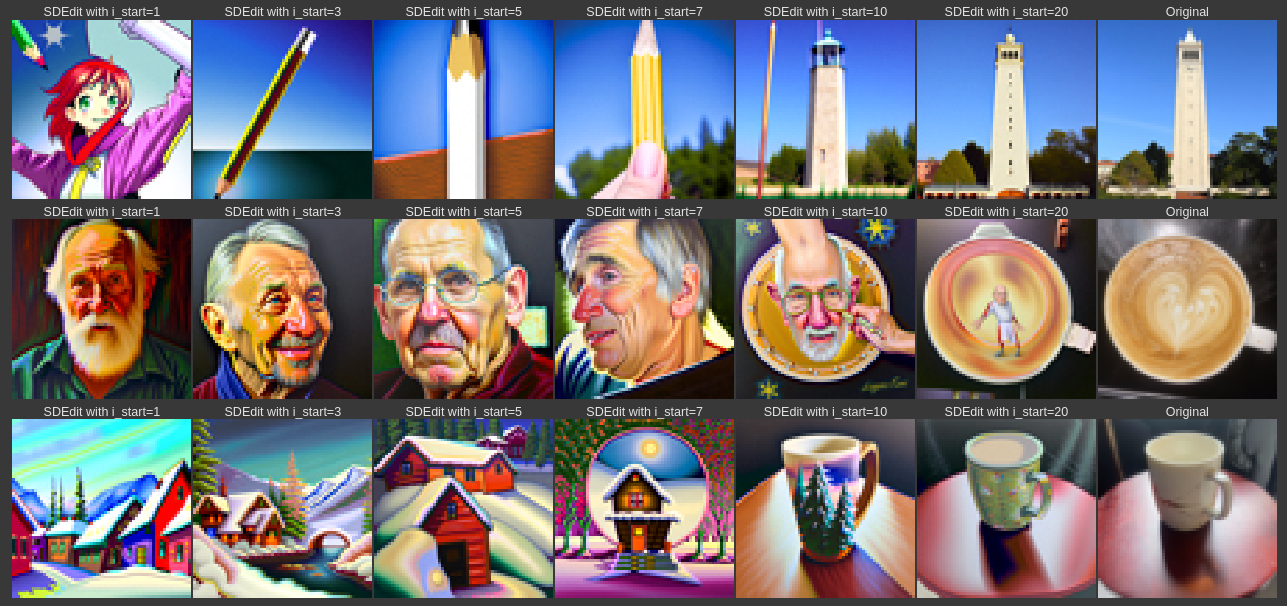 SDEdit with i_start=1
SDEdit with i_start=3
SDEdit with i_start=5
SDEdit with i_start=7
SDEdit with i_start=10
SDEdit with i_start=20
Original
SDEdit with i_start=1
SDEdit with i_start=3
SDEdit with i_start=5
SDEdit with i_start=7
SDEdit with i_start=10
SDEdit with i_start=20
Original
SDEdit with i_start=1
SDEdit with i_start=3
SDEdit with i_start=5
SDEdit with i_start=7
SDEdit with i_start=10
SDEdit with i_start=20
Original